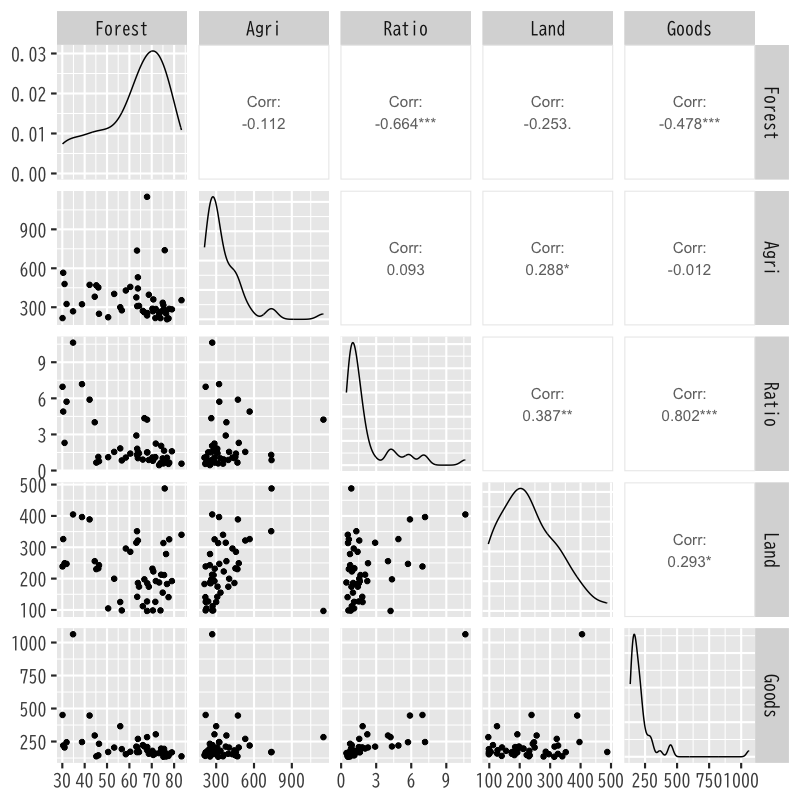 Forest Agri Ratio Land Goods
0.03
0.02
0.01
0.00
Corr:
-0.112
Corr:
-0.664***
Corr:
-0.253.
Corr:
-0.478***
Forest
900
600
300
Corr:
0.093
Corr:
0.288*
Corr:
-0.012
Agri
9
6
3
0
Corr:
0.387**
Corr:
0.802***
Ratio
500
400
300
200
100
Corr:
0.293*
Land
1000
750
500
250
Goods
30 40 50 60 70 80 300 600 900 0 3 6 9 100 200 300 400 500 250 500 750 1000